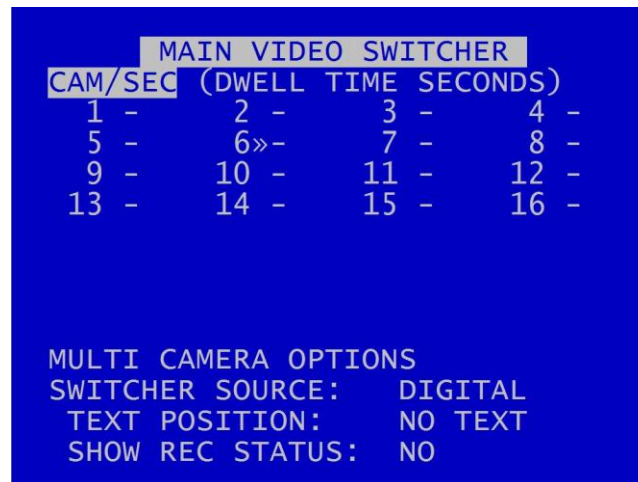 MAIN VIDEO SWITCHER
CAM/SEC (DWELL TIME SECONDS)
1 - 2 - 3 - 4 -
5 - 6»- 7 - 8 -
9 - 10 - 11 - 12 -
13 - 14 - 15 - 16 -
MULTI CAMERA OPTIONS
SWITCHER SOURCE: DIGITAL
TEXT POSITION: NO TEXT
SHOW REC STATUS: NO